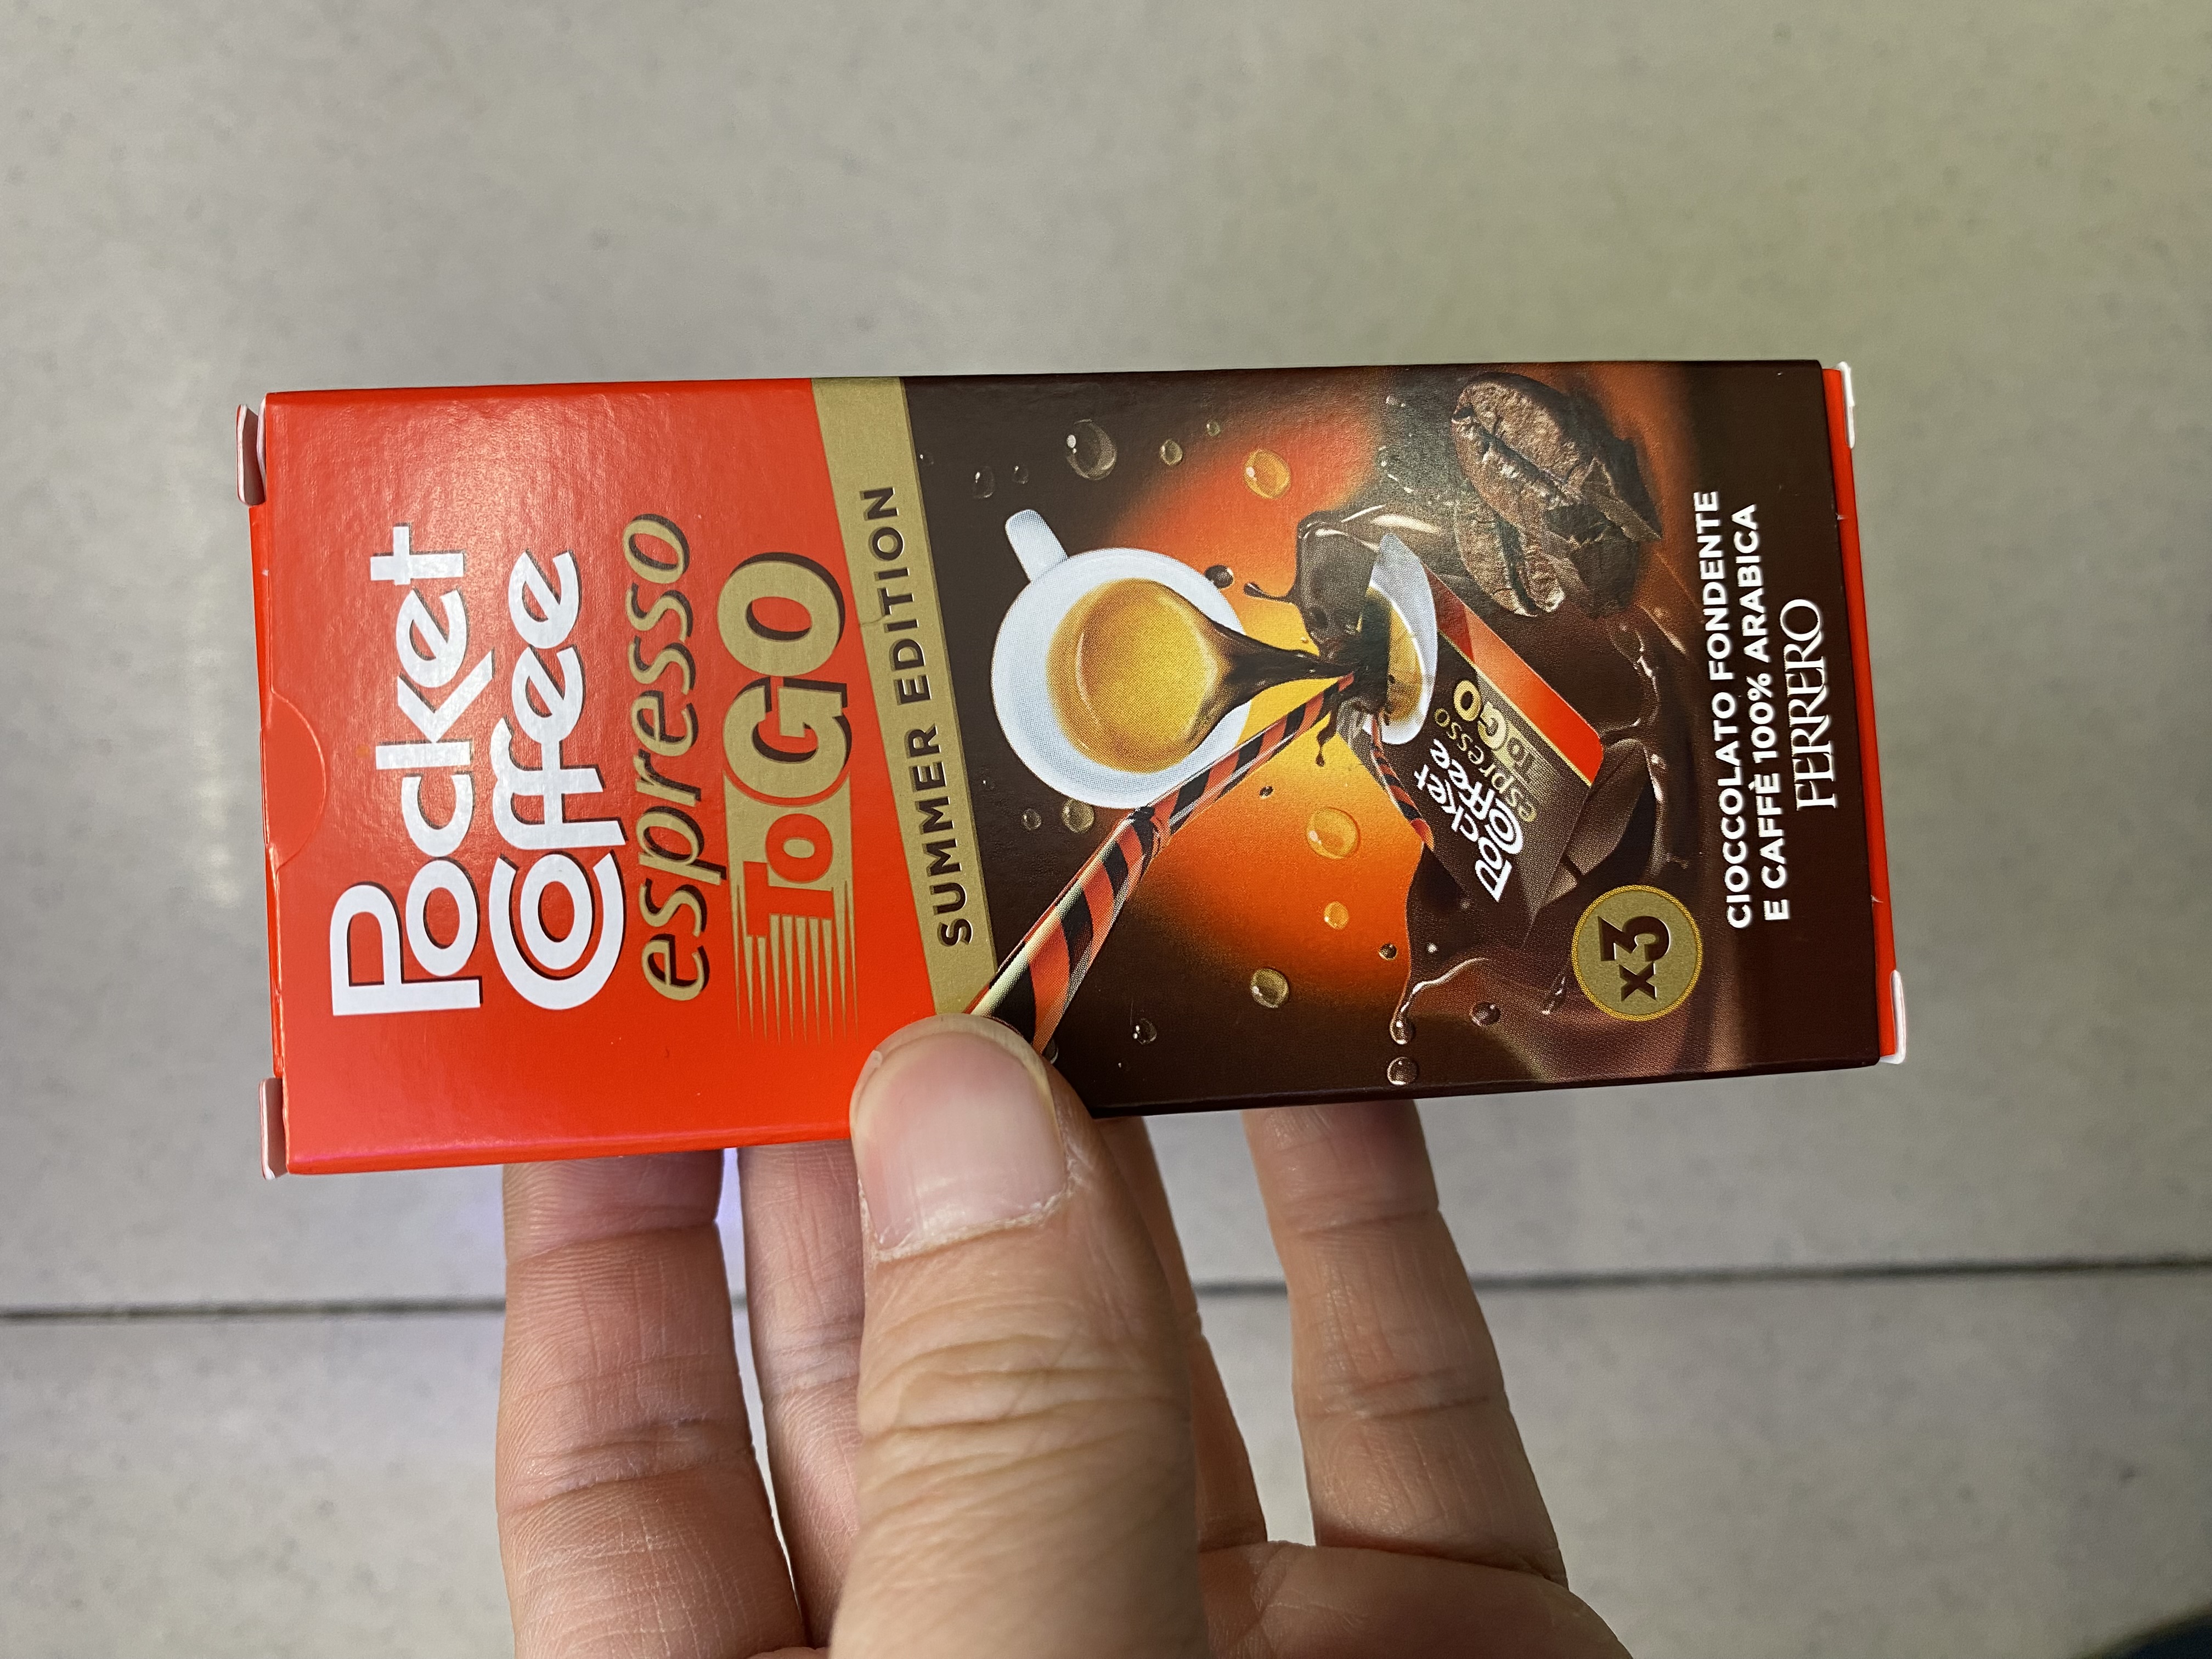 Pocket
Coffee
espresso
ToGO
SUMMER EDITION
Pocket
Coffee
espresso
ToGO
x3
CIOCCOLATO FONDENTE
E CAFFÈ 100% ARABICA
FERRERO